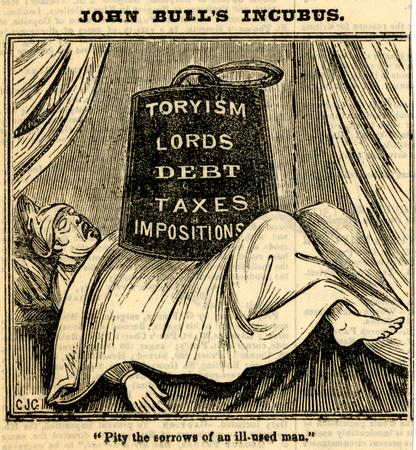 JOHN BULL'S INCUBUS.
TORYISM
LORDS
DEBT
TAXES
IMPOSITIONS
CJG
"Pity the sorrows of an ill-used man."